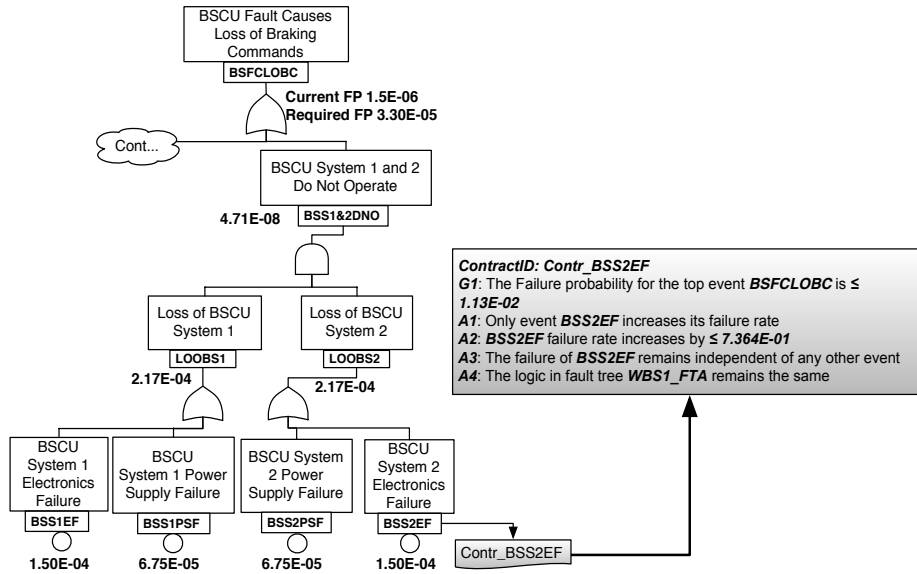 BSCU Fault Causes
Loss of Braking
Commands
BSFCLOBC
Current FP 1.5E-06
Required FP 3.30E-05
Cont...
BSCU System 1 and 2
Do Not Operate
4.71E-08
BSS1&2DNO
ContractID: Contr_BSS2EF
G1: The Failure probability for the top event BSFCLOBC is ≤
1.13E-02
A1: Only event BSS2EF increases its failure rate
A2: BSS2EF failure rate increases by ≤ 7.364E-01
A3: The failure of BSS2EF remains independent of any other event
A4: The logic in fault tree WBS1_FTA remains the same
Loss of BSCU
System 1
LOOBS1
2.17E-04
Loss of BSCU
System 2
LOOBS2
2.17E-04
BSCU
System 1
Electronics
Failure
BSS1EF
1.50E-04
BSCU
System 1 Power
Supply Failure
BSS1PSF
6.75E-05
BSCU System
2 Power
Supply Failure
BSS2PSF
6.75E-05
BSCU
System 2
Electronics
Failure
BSS2EF
1.50E-04
Contr_BSS2EF